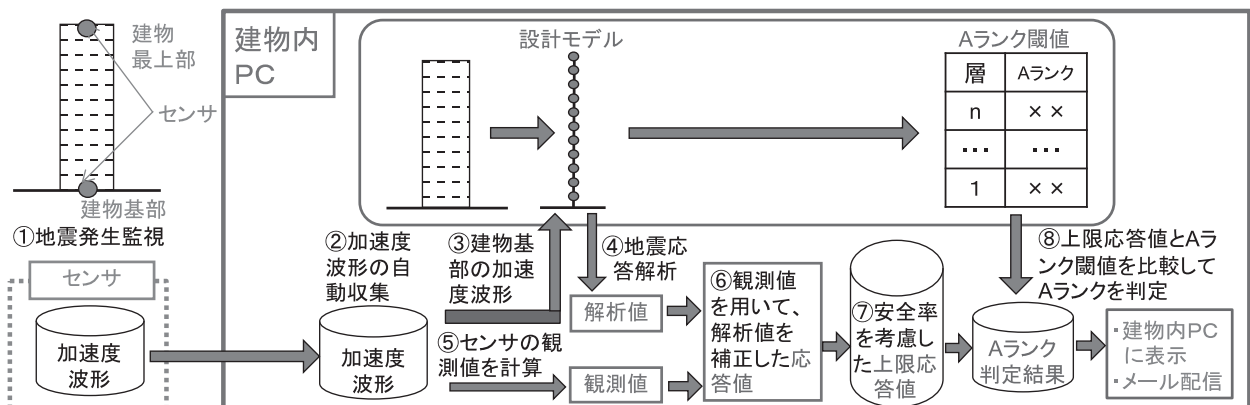 建物
最上部
センサ
建物基部
①地震発生監視
センサ
加速度
波形
建物内
PC
設計モデル
Aランク閾値
層
Aランク
n
××
…
…
1
××
②加速度
波形の自
動収集
加速度
波形
③建物基
部の加速
度波形
④地震応
答解析
解析値
⑤センサの観
測値を計算
観測値
⑥観測値
を用いて、
解析値を
補正した応
答値
⑦安全率
を考慮し
た上限応
答値
⑧上限応答値とAラ
ンク閾値を比較して
Aランクを判定
Aランク
判定結果
・建物内PC
に表示
・メール配信